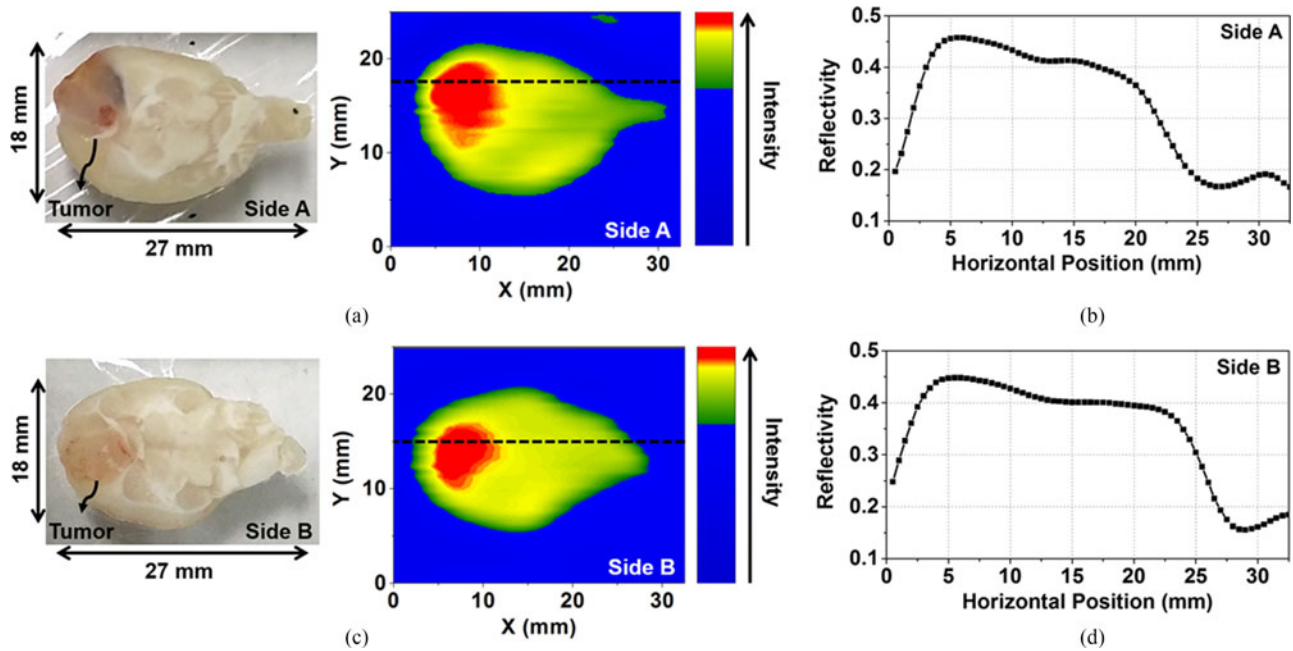 18 mm
Tumor
Side A
27 mm
Y (mm)
20
10
0
Side A
0
10
20
30
X (mm)
Intensity
(a)
Reflectivity
0.5
0.4
0.3
0.2
0.1
Side A
0
5
10
15
20
25
30
Horizontal Position (mm)
(b)
18 mm
Tumor
Side B
27 mm
Y (mm)
20
10
0
Side B
0
10
20
30
X (mm)
Intensity
(c)
Reflectivity
0.5
0.4
0.3
0.2
0.1
Side B
0
5
10
15
20
25
30
Horizontal Position (mm)
(d)